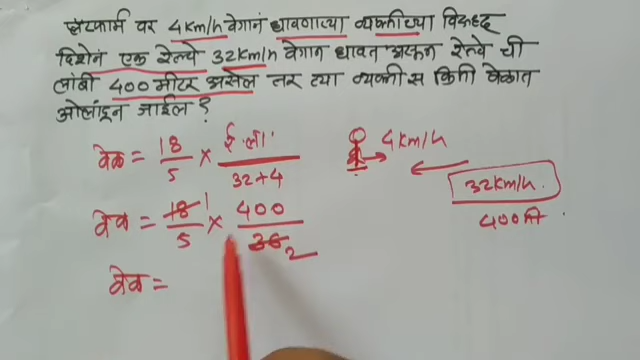 प्लॅटफार्म वर 4km/h वेगानं धावणाऱ्या व्यक्तीच्या विरुद्ध
दिशेनं एक रेल्वे 32km/h वेगान धावत असून रेल्वे ची
लांबी 400 मीटर असेल तर त्या व्यक्तीस किती वेळात
ओलांडून जाईल ?
वेळ = 18/5 × इ.ला./32+4
4km/h
32km/h.
400मी
वेळ = 18 1/5 × 400/36 2
वेळ =